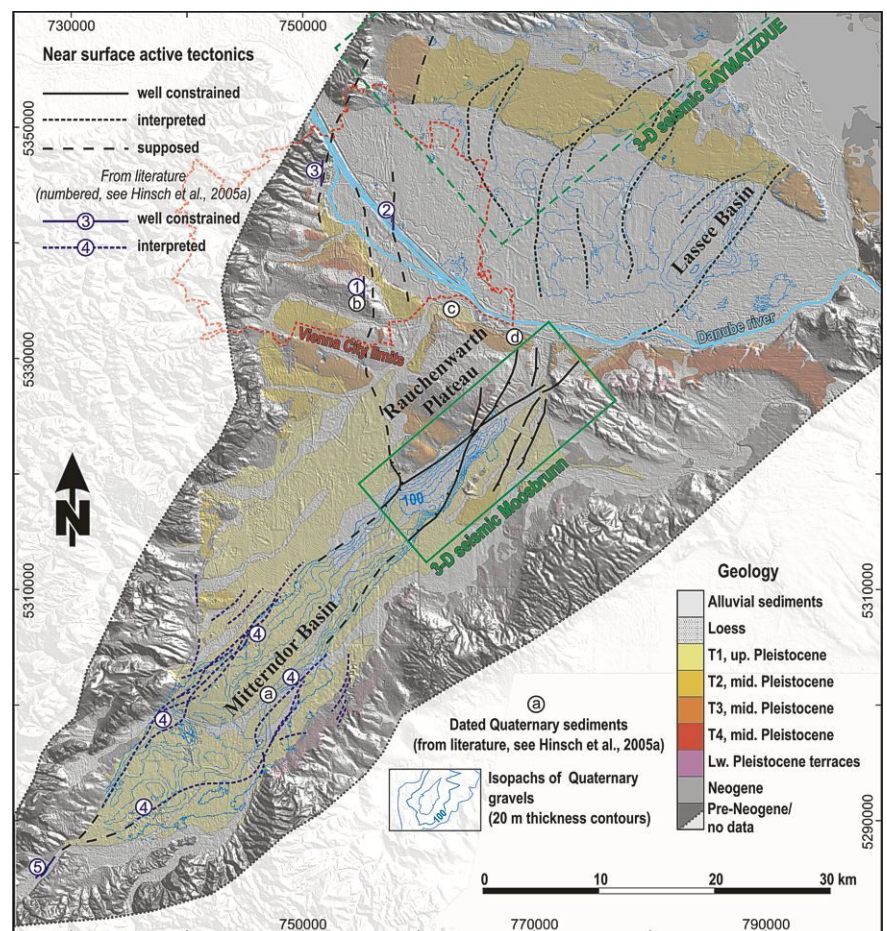 730000
750000
Near surface active tectonics
well constrained
interpreted
supposed
From literature
(numbered, see Hinsch et al., 2005a)
3
well constrained
4
interpreted
5350000
5330000
5310000
3-D seismic SAYMATZDUE
Lassee Basin
Danube river
3
2
1
b
c
d
Vienna City limits
Rauchenwarth
Plateau
100
3-D seismic Moosbrunn
N
Mitterndor Basin
4
4
a
4
4
5
a
Dated Quaternary sediments
(from literature, see Hinsch et al., 2005a)
100
Isopachs of Quaternary
gravels
(20 m thickness contours)
Geology
Alluvial sediments
Loess
T1, up. Pleistocene
T2, mid. Pleistocene
T3, mid. Pleistocene
T4, mid. Pleistocene
Lw. Pleistocene terraces
Neogene
Pre-Neogene/
no data
5310000
5290000
0 10 20 30 km
750000
770000
790000